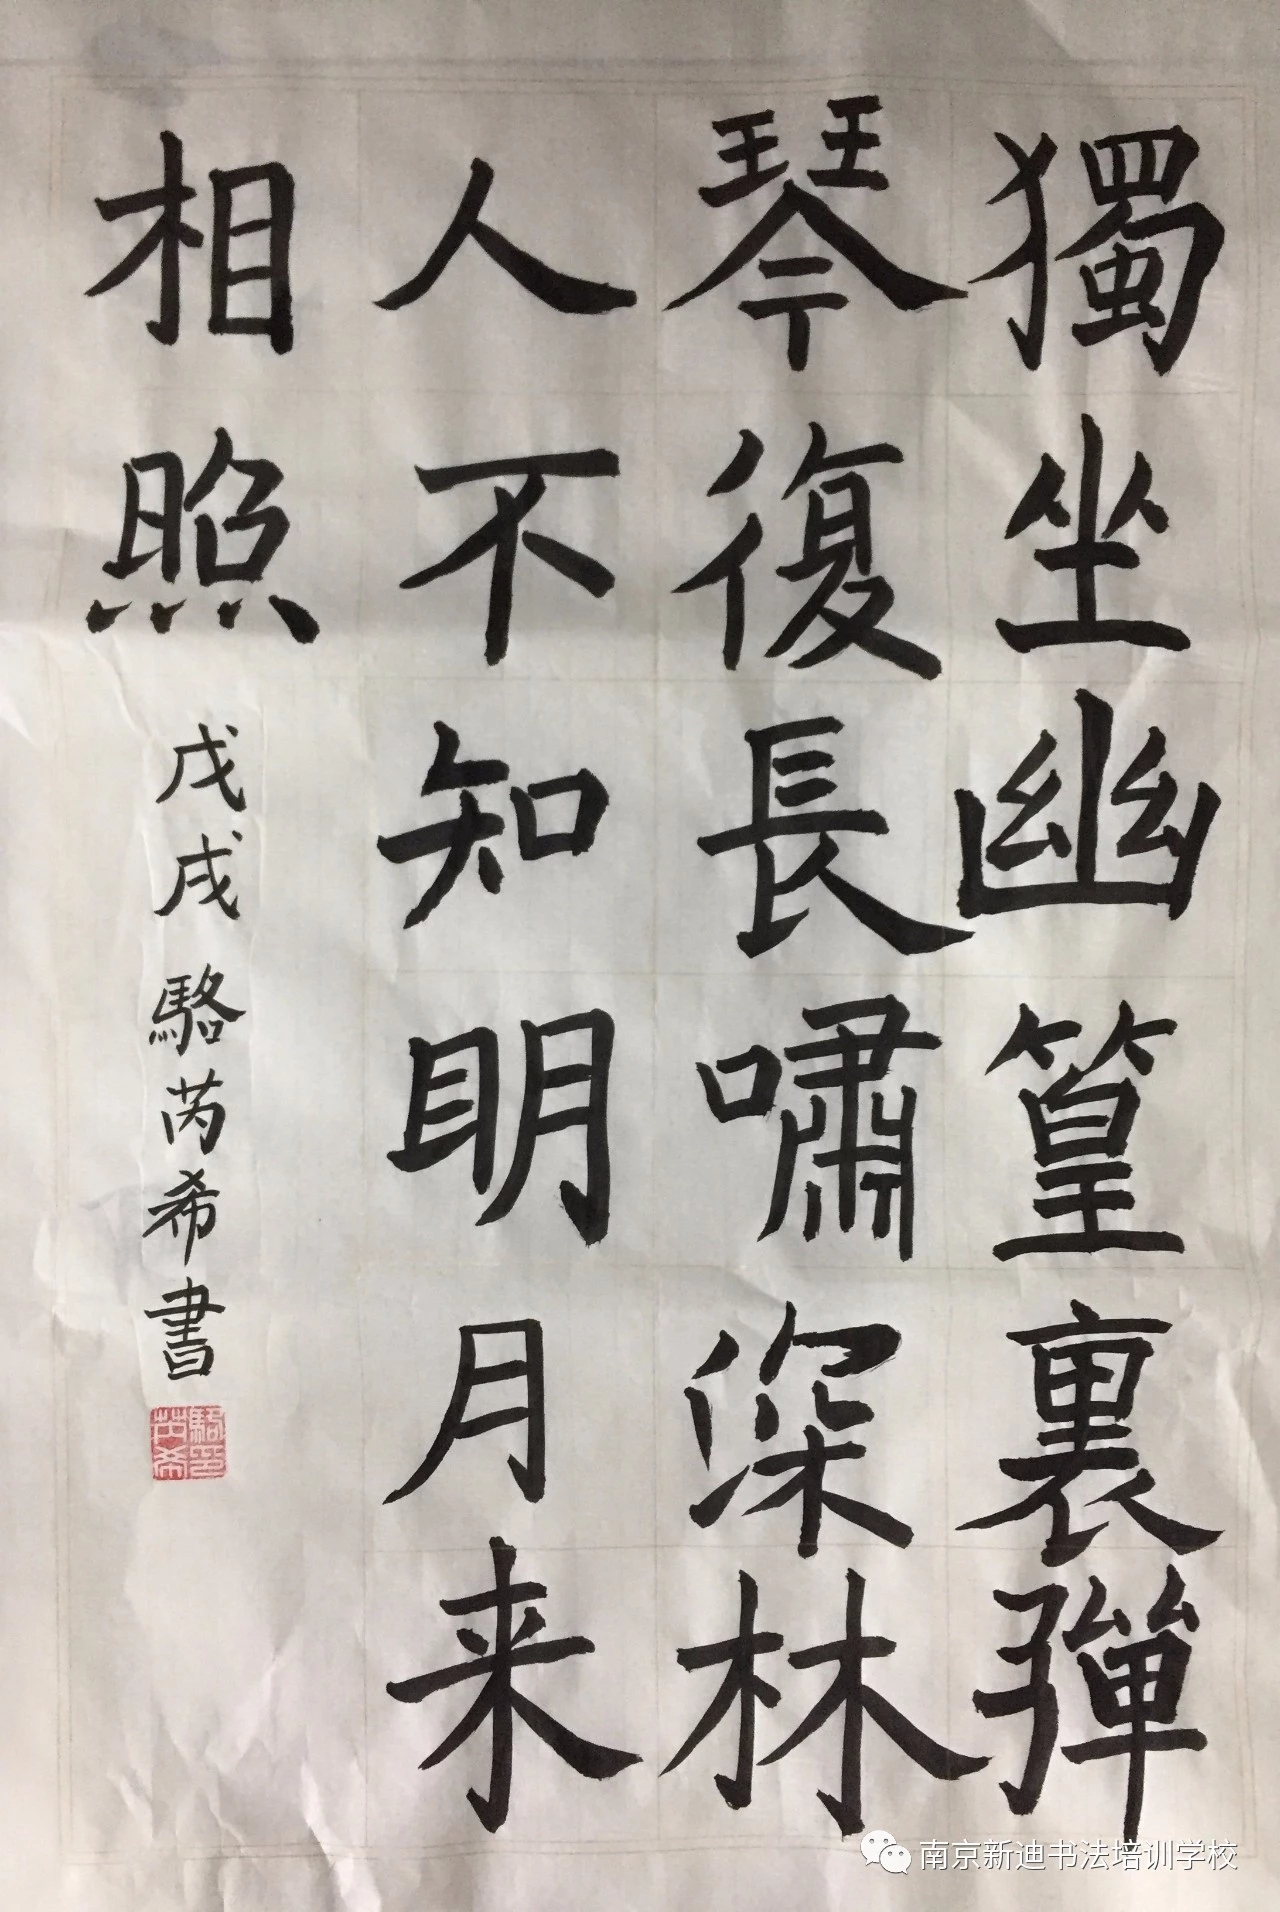 獨坐幽篁裏彈
琴復長嘯深林
人不知明月来
相照
戊戌 駱芮希書
駱芮希印
南京新迪书法培训学校